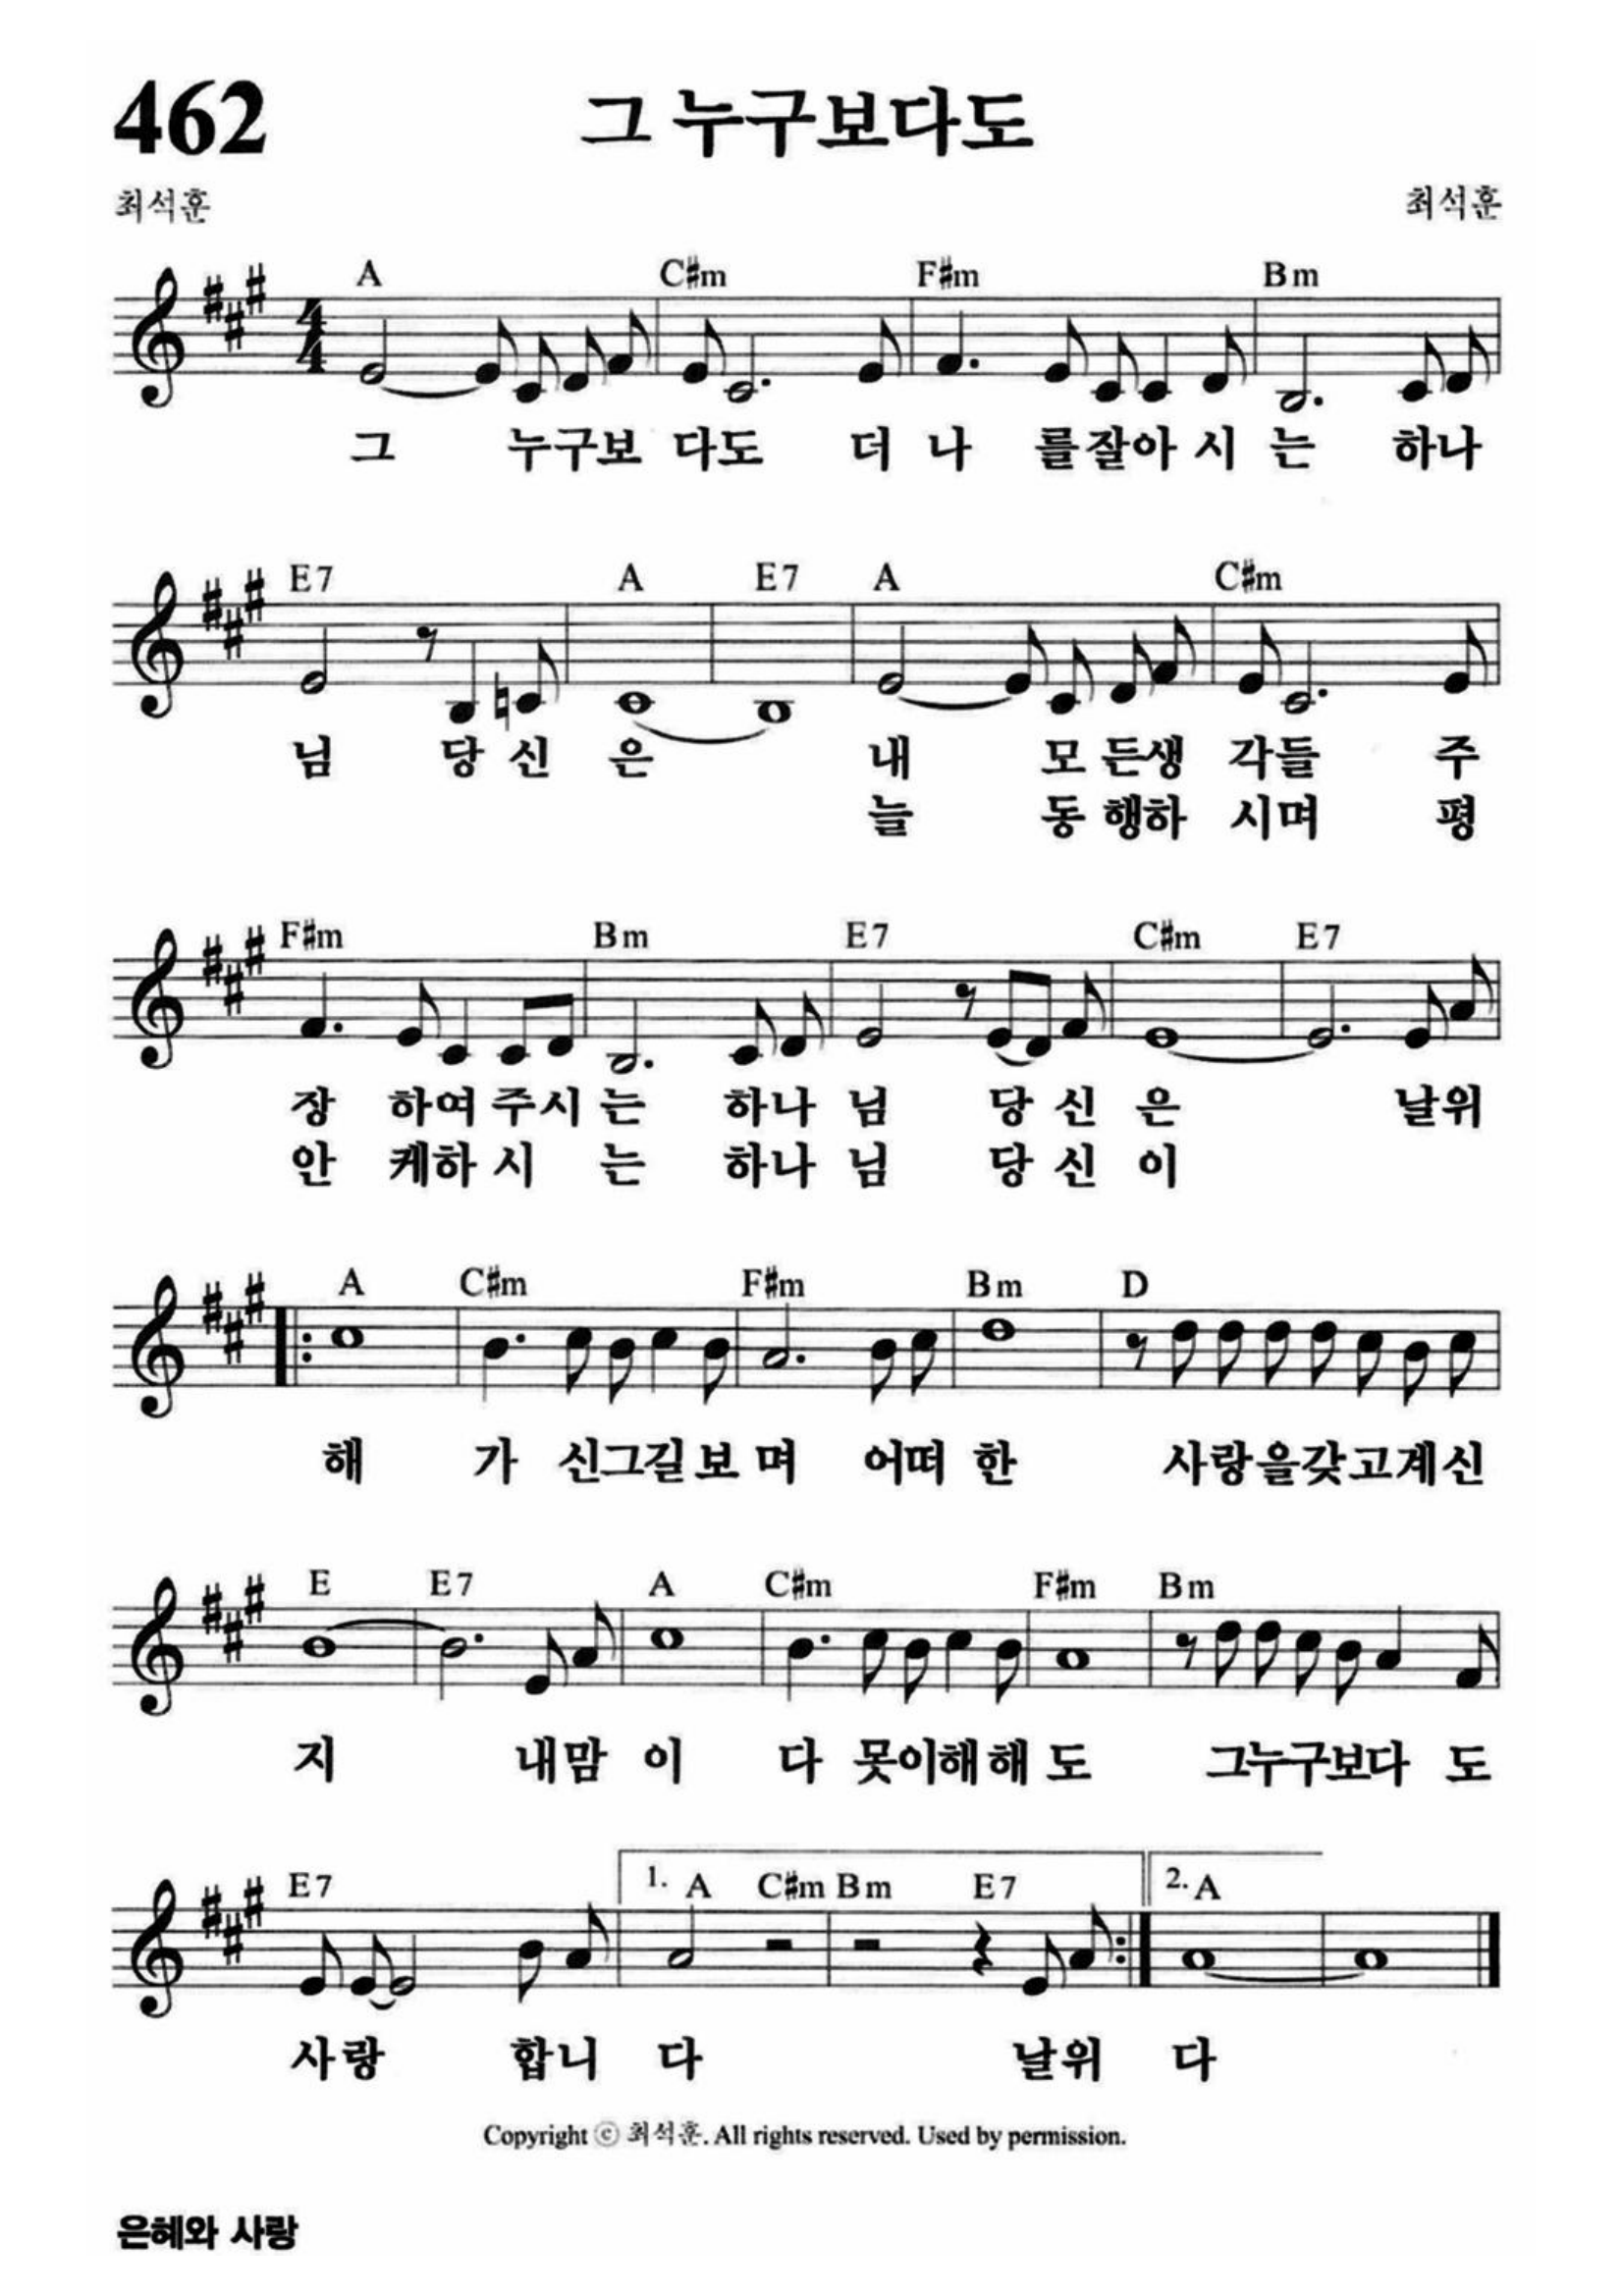 462
그 누구보다도
최석훈 최석훈
A C#m F#m Bm
그 누구보 다도 더 나 를잘아 시 는 하나
E7 A E7 A C#m
님 당 신 은 내 모 든생 각들 주
늘 동 행하 시며 평
F#m Bm E7 C#m E7
장 하여 주시 는 하나 님 당 신 은 날위
안 케하 시 는 하나 님 당 신 이
A C#m F#m Bm D
해 가 신그길 보 며 어떠 한 사랑을갖고계신
E E7 A C#m F#m Bm
지 내맘 이 다 못이해 해 도 그누구보다 도
E7 1. A C#m Bm E7 2. A
사랑 합니 다 날위 다
Copyright ⓒ 최석훈. All rights reserved. Used by permission.
은혜와 사랑